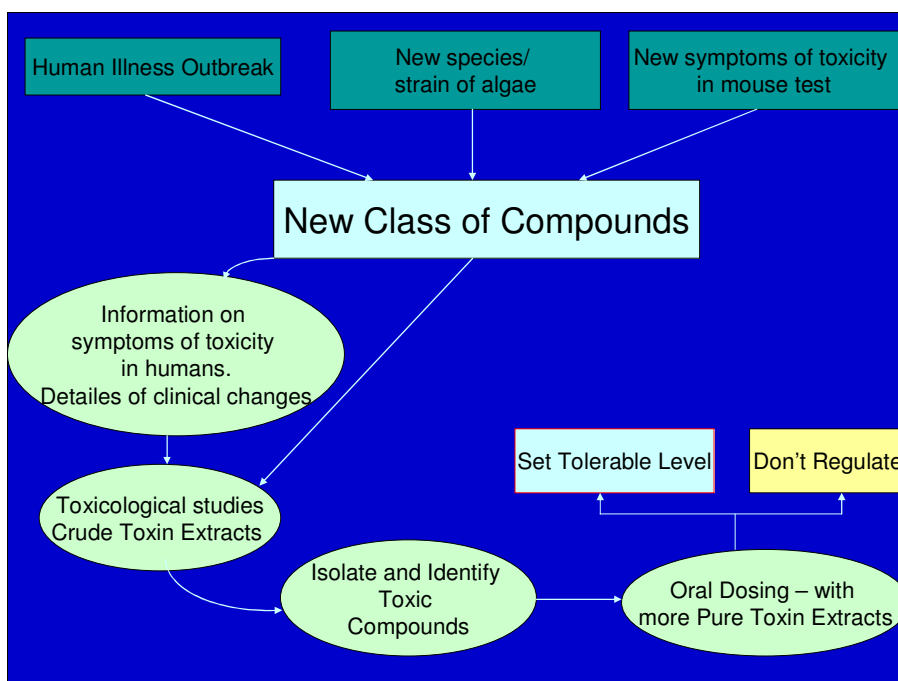 Human Illness Outbreak
New species/
strain of algae
New symptoms of toxicity
in mouse test
New Class of Compounds
Information on
symptoms of toxicity
in humans.
Detailes of clinical changes
Set Tolerable Level
Don’t Regulate
Toxicological studies
Crude Toxin Extracts
Isolate and Identify
Toxic
Compounds
Oral Dosing – with
more Pure Toxin Extracts